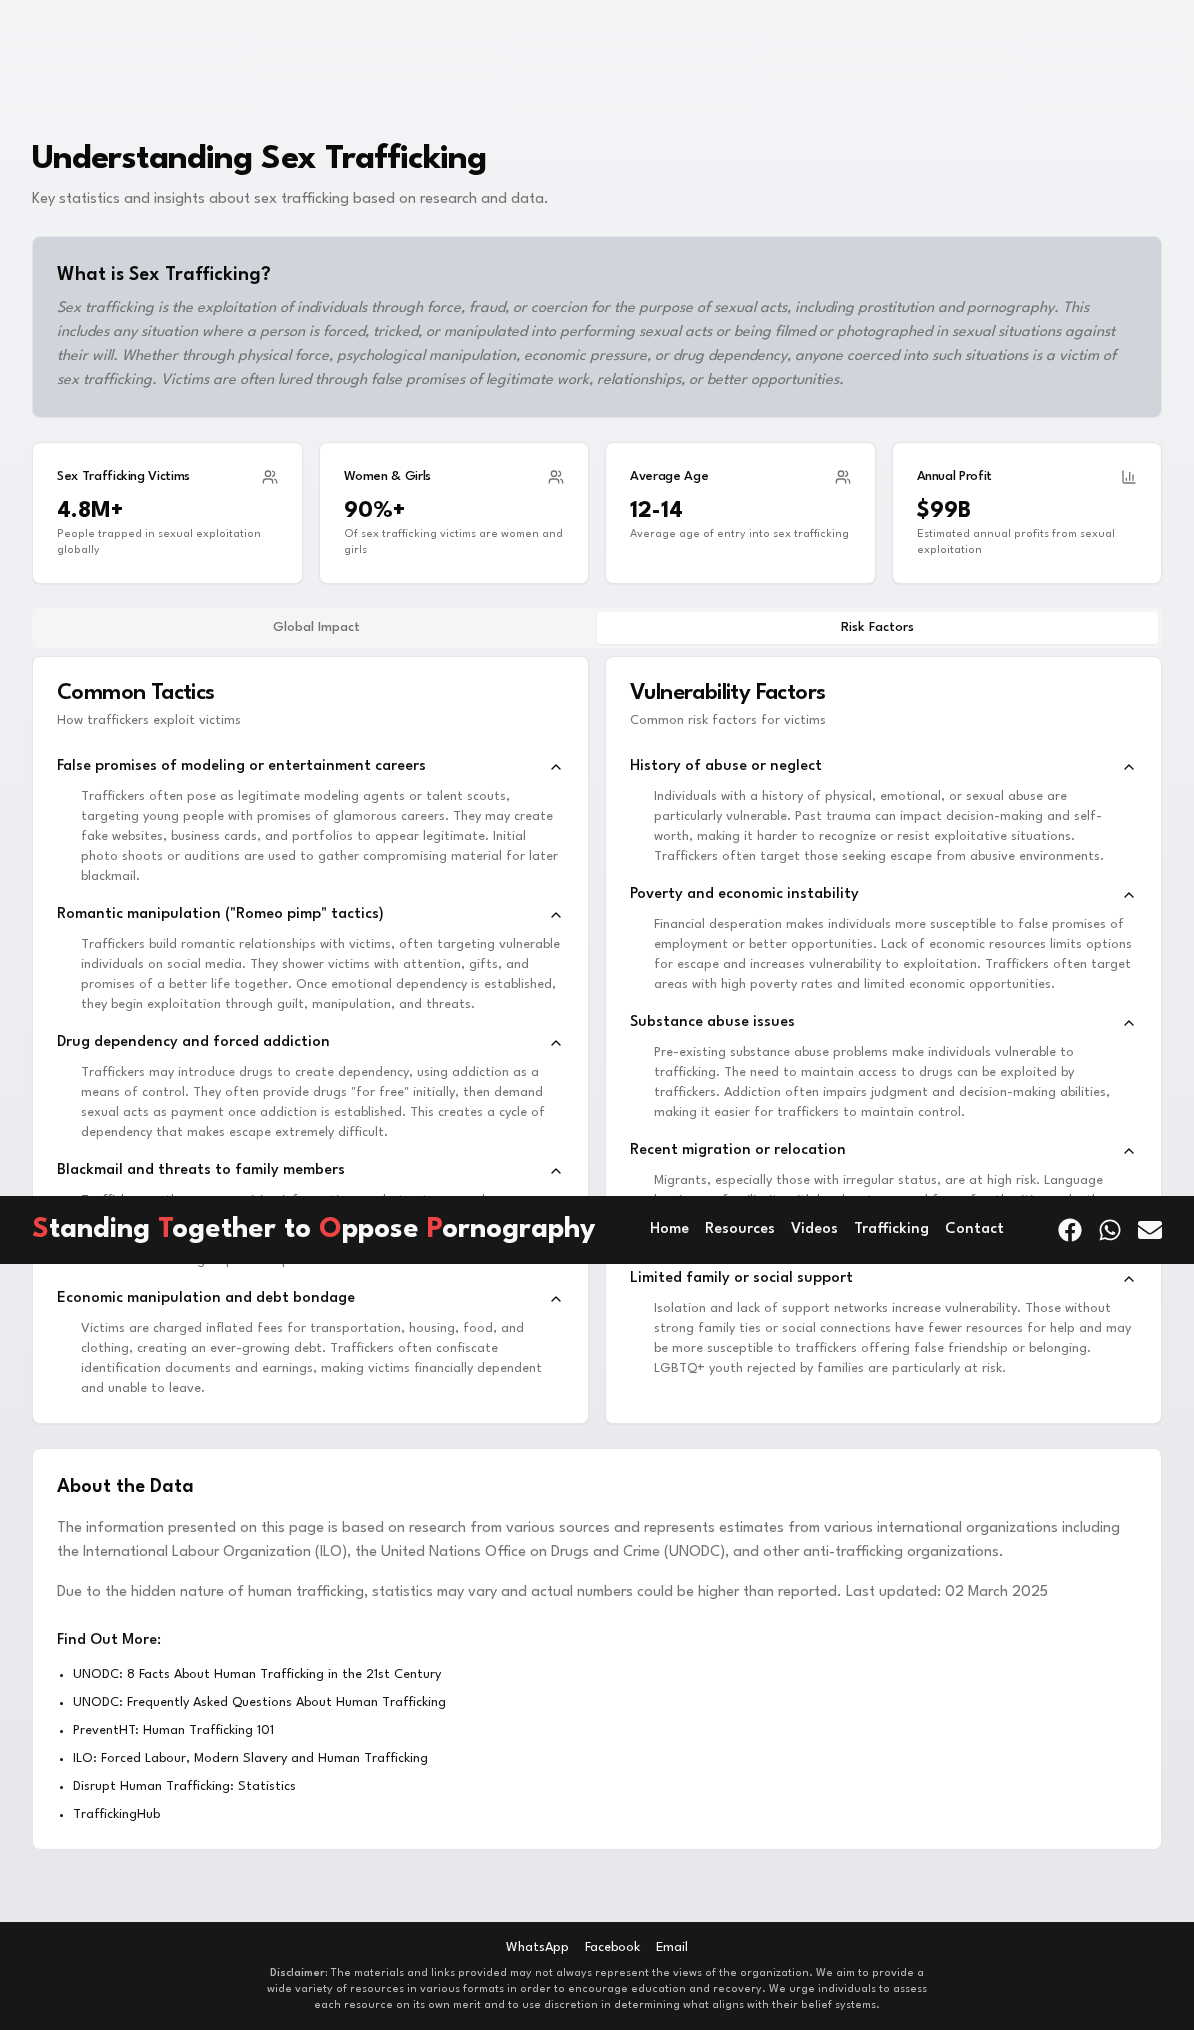 Understanding Sex Trafficking
Key statistics and insights about sex trafficking based on research and data.
What is Sex Trafficking?
Sex trafficking is the exploitation of individuals through force, fraud, or coercion for the purpose of sexual acts, including prostitution and pornography. This
includes any situation where a person is forced, tricked, or manipulated into performing sexual acts or being filmed or photographed in sexual situations against
their will. Whether through physical force, psychological manipulation, economic pressure, or drug dependency, anyone coerced into such situations is a victim of
sex trafficking. Victims are often lured through false promises of legitimate work, relationships, or better opportunities.
Sex Trafficking Victims
4.8M+
People trapped in sexual exploitation
globally
Women & Girls
90%+
Of sex trafficking victims are women and
girls
Average Age
12-14
Average age of entry into sex trafficking
Annual Profit
$99B
Estimated annual profits from sexual
exploitation
Global Impact
Risk Factors
Common Tactics
How traffickers exploit victims
False promises of modeling or entertainment careers
Traffickers often pose as legitimate modeling agents or talent scouts,
targeting young people with promises of glamorous careers. They may create
fake websites, business cards, and portfolios to appear legitimate. Initial
photo shoots or auditions are used to gather compromising material for later
blackmail.
Romantic manipulation ("Romeo pimp" tactics)
Traffickers build romantic relationships with victims, often targeting vulnerable
individuals on social media. They shower victims with attention, gifts, and
promises of a better life together. Once emotional dependency is established,
they begin exploitation through guilt, manipulation, and threats.
Drug dependency and forced addiction
Traffickers may introduce drugs to create dependency, using addiction as a
means of control. They often provide drugs "for free" initially, then demand
sexual acts as payment once addiction is established. This creates a cycle of
dependency that makes escape extremely difficult.
Blackmail and threats to family members
Economic manipulation and debt bondage
Victims are charged inflated fees for transportation, housing, food, and
clothing, creating an ever-growing debt. Traffickers often confiscate
identification documents and earnings, making victims financially dependent
and unable to leave.
Vulnerability Factors
Common risk factors for victims
History of abuse or neglect
Individuals with a history of physical, emotional, or sexual abuse are
particularly vulnerable. Past trauma can impact decision-making and self-
worth, making it harder to recognize or resist exploitative situations.
Traffickers often target those seeking escape from abusive environments.
Poverty and economic instability
Financial desperation makes individuals more susceptible to false promises of
employment or better opportunities. Lack of economic resources limits options
for escape and increases vulnerability to exploitation. Traffickers often target
areas with high poverty rates and limited economic opportunities.
Substance abuse issues
Pre-existing substance abuse problems make individuals vulnerable to
trafficking. The need to maintain access to drugs can be exploited by
traffickers. Addiction often impairs judgment and decision-making abilities,
making it easier for traffickers to maintain control.
Recent migration or relocation
Migrants, especially those with irregular status, are at high risk. Language
Limited family or social support
Isolation and lack of support networks increase vulnerability. Those without
strong family ties or social connections have fewer resources for help and may
be more susceptible to traffickers offering false friendship or belonging.
LGBTQ+ youth rejected by families are particularly at risk.
Standing Together to Oppose Pornography
Home Resources Videos Trafficking Contact
About the Data
The information presented on this page is based on research from various sources and represents estimates from various international organizations including
the International Labour Organization (ILO), the United Nations Office on Drugs and Crime (UNODC), and other anti-trafficking organizations.
Due to the hidden nature of human trafficking, statistics may vary and actual numbers could be higher than reported. Last updated: 02 March 2025
Find Out More:
• UNODC: 8 Facts About Human Trafficking in the 21st Century
• UNODC: Frequently Asked Questions About Human Trafficking
• PreventHT: Human Trafficking 101
• ILO: Forced Labour, Modern Slavery and Human Trafficking
• Disrupt Human Trafficking: Statistics
• TraffickingHub
WhatsApp Facebook Email
Disclaimer: The materials and links provided may not always represent the views of the organization. We aim to provide a
wide variety of resources in various formats in order to encourage education and recovery. We urge individuals to assess
each resource on its own merit and to use discretion in determining what aligns with their belief systems.